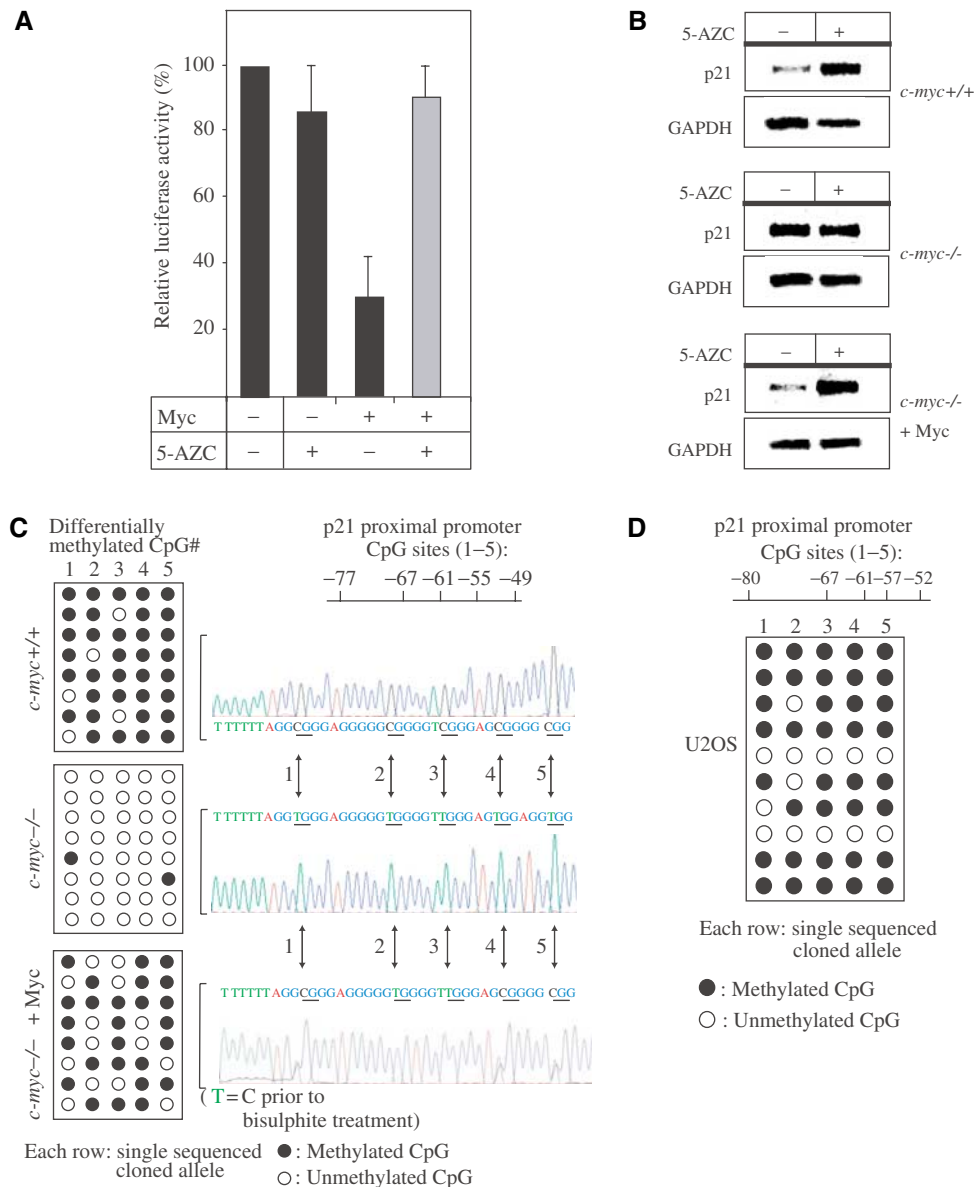 A
Relative luciferase activity (%)
100
80
60
40
20
Myc – – + +
5-AZC – + – +
B
5-AZC – +
p21
GAPDH
c-myc+/+
5-AZC – +
p21
GAPDH
c-myc-/-
5-AZC – +
p21
GAPDH
c-myc-/-
+ Myc
C
Differentially
methylated CpG#
1 2 3 4 5
c-myc+/+
c-myc–/–
c-myc–/– + Myc
p21 proximal promoter
CpG sites (1–5):
–77 –67 –61 –55 –49
TTTTTTAGGCGGGAGGGGGCGGGGTCGGGAGCGGGG CGG
1 2 3 4 5
TTTTTTAGGTGGGAGGGGGTGGGGTTGGGAGTGGAGGTGG
1 2 3 4 5
TTTTTTAGGCGGGAGGGGGTGGGGTTGGGAGCGGGG CGG
( T = C prior to
bisulphite treatment)
Each row: single sequenced
cloned allele
: Methylated CpG
: Unmethylated CpG
D
p21 proximal promoter
CpG sites (1–5):
–80 –67 –61 –57 –52
1 2 3 4 5
U2OS
Each row: single sequenced
cloned allele
: Methylated CpG
: Unmethylated CpG